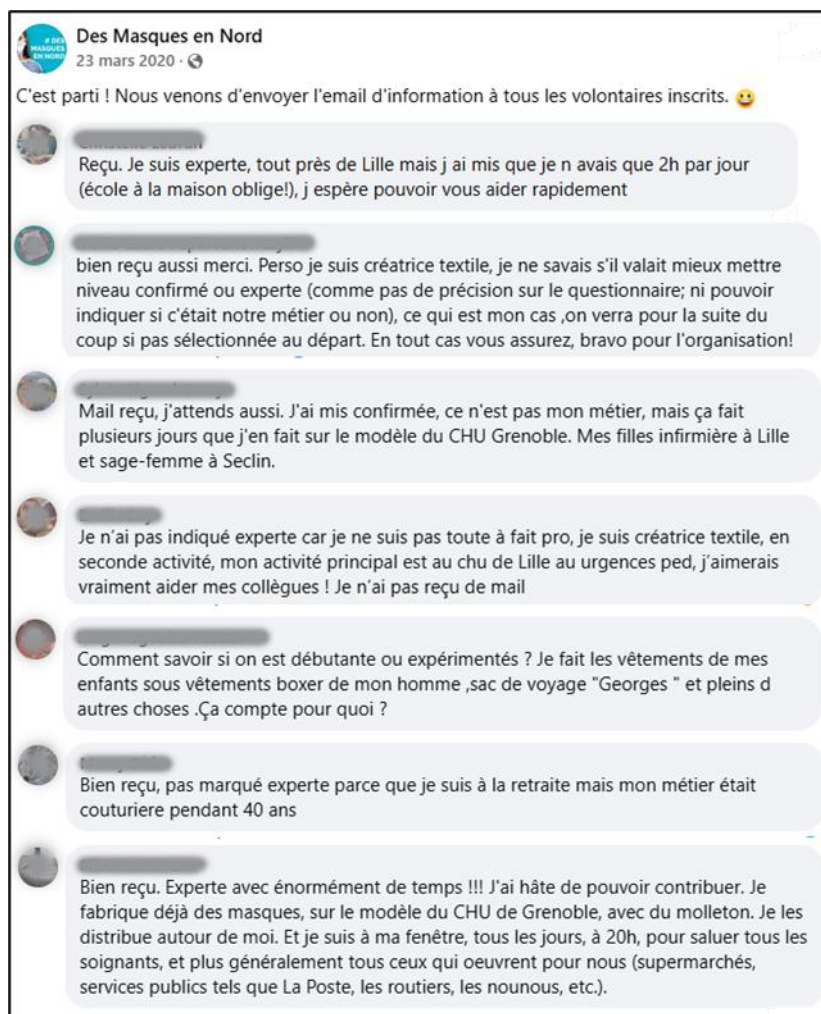 # DES
MASQUES
EN NORD
Des Masques en Nord
23 mars 2020 ·
C'est parti ! Nous venons d'envoyer l'email d'information à tous les volontaires inscrits. 😀
Reçu. Je suis experte, tout près de Lille mais j ai mis que je n avais que 2h par jour
(école à la maison oblige!), j espère pouvoir vous aider rapidement
bien reçu aussi merci. Perso je suis créatrice textile, je ne savais s'il valait mieux mettre
niveau confirmé ou experte (comme pas de précision sur le questionnaire; ni pouvoir
indiquer si c'était notre métier ou non), ce qui est mon cas ,on verra pour la suite du
coup si pas sélectionnée au départ. En tout cas vous assurez, bravo pour l'organisation!
Mail reçu, j'attends aussi. J'ai mis confirmée, ce n'est pas mon métier, mais ça fait
plusieurs jours que j'en fait sur le modèle du CHU Grenoble. Mes filles infirmière à Lille
et sage-femme à Seclin.
Je n'ai pas indiqué experte car je ne suis pas toute à fait pro, je suis créatrice textile, en
seconde activité, mon activité principal est au chu de Lille au urgences ped, j'aimerais
vraiment aider mes collègues ! Je n'ai pas reçu de mail
Comment savoir si on est débutante ou expérimentés ? Je fait les vêtements de mes
enfants sous vêtements boxer de mon homme ,sac de voyage "Georges " et pleins d
autres choses .Ça compte pour quoi ?
Bien reçu, pas marqué experte parce que je suis à la retraite mais mon métier était
couturiere pendant 40 ans
Bien reçu. Experte avec énormément de temps !!! J'ai hâte de pouvoir contribuer. Je
fabrique déjà des masques, sur le modèle du CHU de Grenoble, avec du molleton. Je les
distribue autour de moi. Et je suis à ma fenêtre, tous les jours, à 20h, pour saluer tous les
soignants, et plus généralement tous ceux qui oeuvrent pour nous (supermarchés,
services publics tels que La Poste, les routiers, les nounous, etc.).